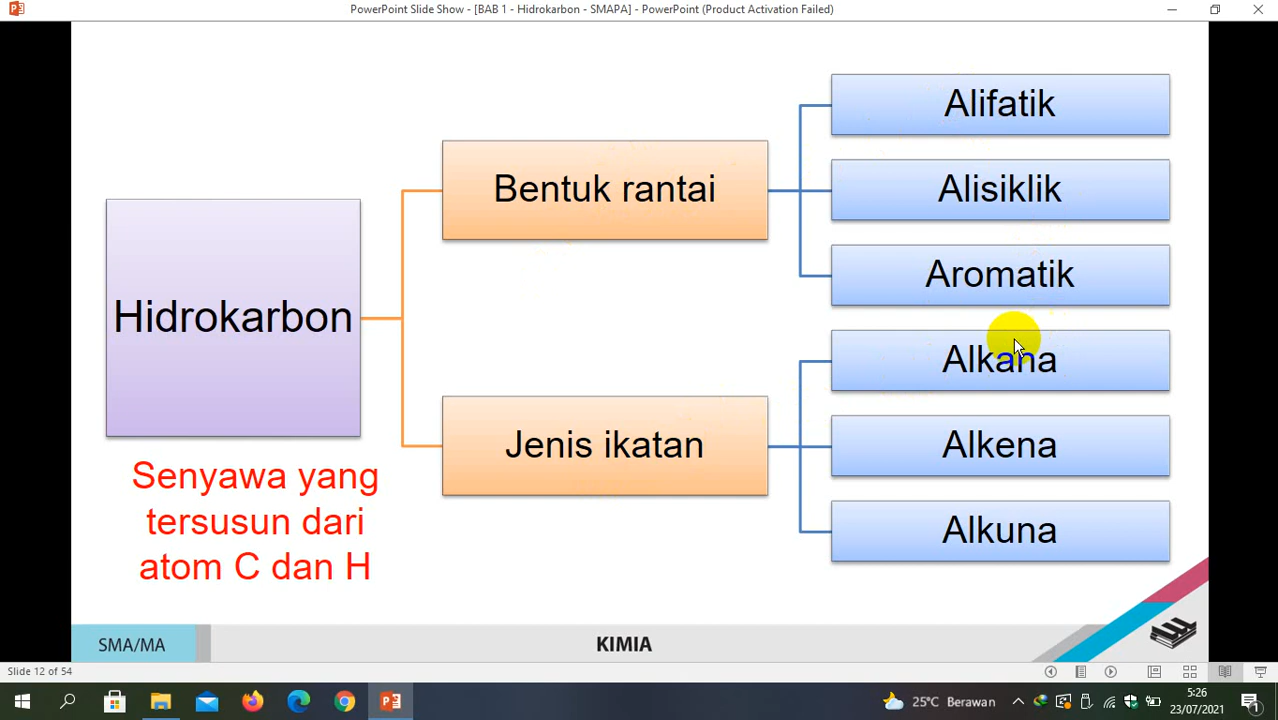 PowerPoint Slide Show - [BAB 1 - Hidrokarbon - SMAPA] - PowerPoint (Product Activation Failed)
Hidrokarbon
Senyawa yang
tersusun dari
atom C dan H
Bentuk rantai
Jenis ikatan
Alifatik
Alisiklik
Aromatik
Alkana
Alkena
Alkuna
SMA/MA
KIMIA
Slide 12 of 54
25°C Berawan
5:26
23/07/2021
1